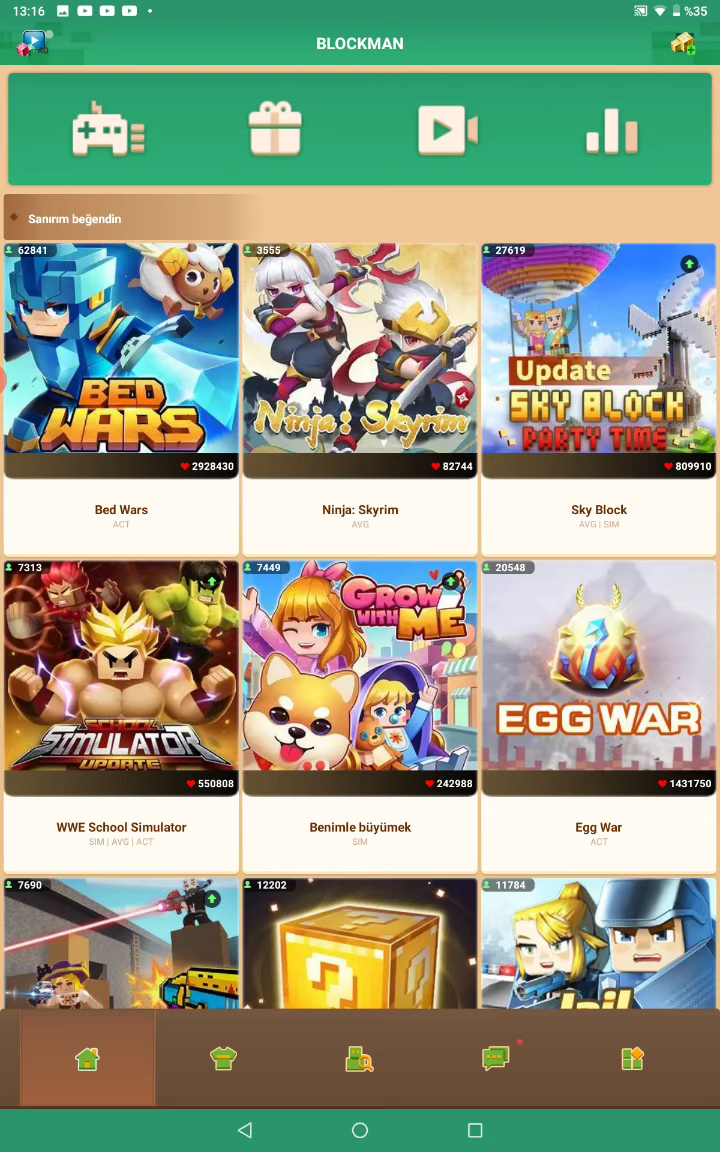 13:16
%35
AD
BLOCKMAN
Sanırım beğendin
62841
3555
27619
BED
WARS
Ninja: Skyrim
Update
SKY BLOCK
PARTY TIME
2928430
82744
809910
Bed Wars
Ninja: Skyrim
Sky Block
ACT
AVG
AVG | SIM
7313
7449
20548
SCHOOL
SIMULATOR
UPDATE
GROW
WITH ME
EGG WAR
550808
242988
1431750
WWE School Simulator
Benimle büyümek
Egg War
SIM | AVG | ACT
SIM
ACT
7690
12202
11784
?
?
Jail